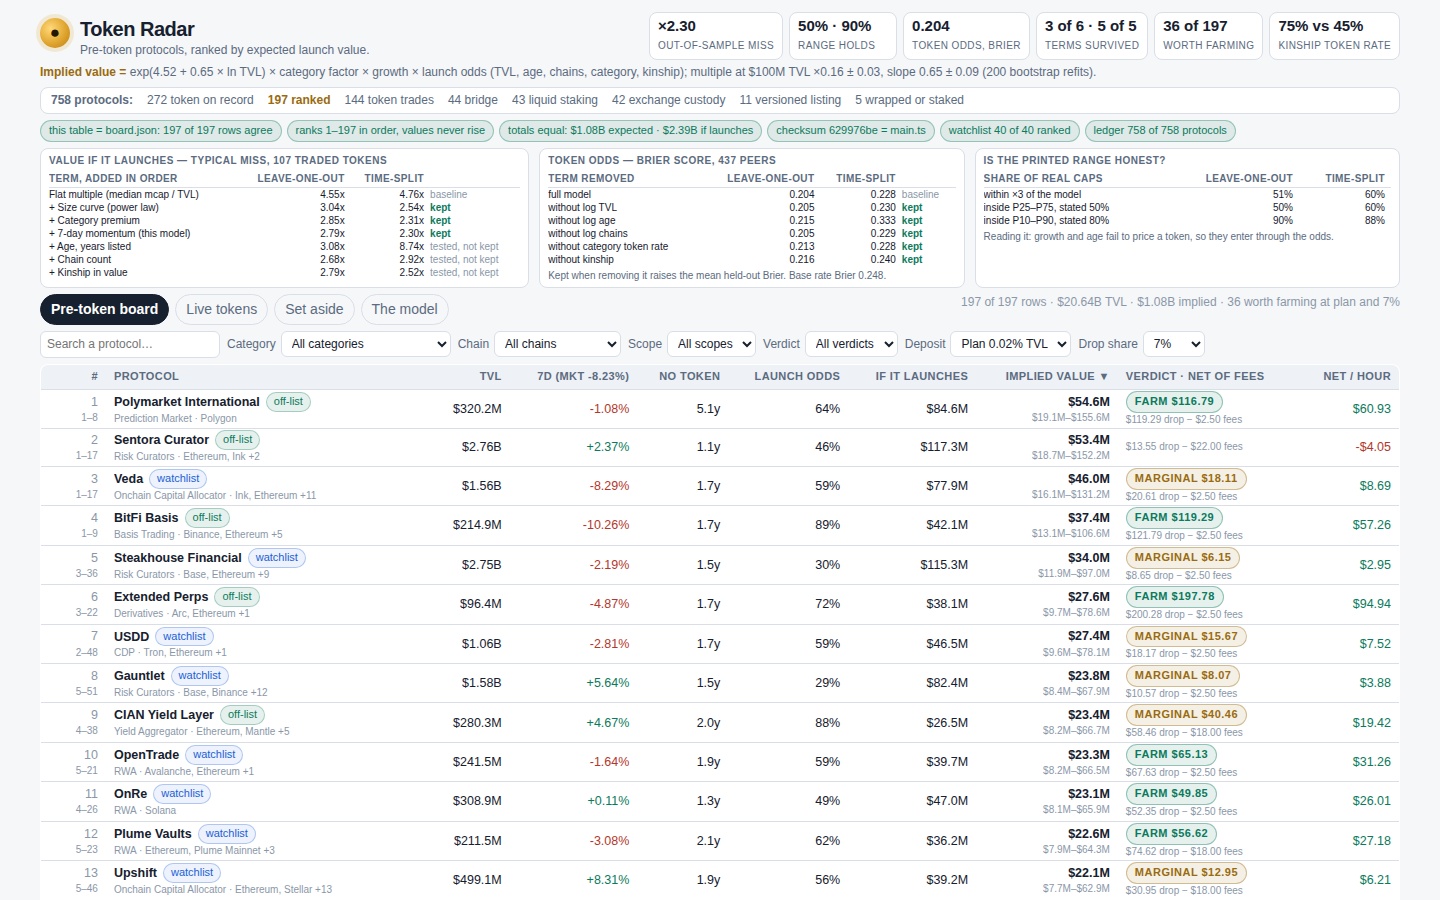 Token Radar
Pre-token protocols, ranked by expected launch value.
×2.30
OUT-OF-SAMPLE MISS
50% · 90%
RANGE HOLDS
0.204
TOKEN ODDS, BRIER
3 of 6 · 5 of 5
TERMS SURVIVED
36 of 197
WORTH FARMING
75% vs 45%
KINSHIP TOKEN RATE
Implied value = exp(4.52 + 0.65 × ln TVL) × category factor × growth × launch odds (TVL, age, chains, category, kinship); multiple at $100M TVL ×0.16 ± 0.03, slope 0.65 ± 0.09 (200 bootstrap refits).
758 protocols: 272 token on record 197 ranked 144 token trades 44 bridge 43 liquid staking 42 exchange custody 11 versioned listing 5 wrapped or staked
this table = board.json: 197 of 197 rows agree
ranks 1–197 in order, values never rise
totals equal: $1.08B expected · $2.39B if launches
checksum 629976be = main.ts
watchlist 40 of 40 ranked
ledger 758 of 758 protocols
VALUE IF IT LAUNCHES — TYPICAL MISS, 107 TRADED TOKENS
TERM, ADDED IN ORDER LEAVE-ONE-OUT TIME-SPLIT
Flat multiple (median mcap / TVL) 4.55x 4.76x baseline
+ Size curve (power law) 3.04x 2.54x kept
+ Category premium 2.85x 2.31x kept
+ 7-day momentum (this model) 2.79x 2.30x kept
+ Age, years listed 3.08x 8.74x tested, not kept
+ Chain count 2.68x 2.92x tested, not kept
+ Kinship in value 2.79x 2.52x tested, not kept
TOKEN ODDS — BRIER SCORE, 437 PEERS
TERM REMOVED LEAVE-ONE-OUT TIME-SPLIT
full model 0.204 0.228 baseline
without log TVL 0.205 0.230 kept
without log age 0.215 0.333 kept
without log chains 0.205 0.229 kept
without category token rate 0.213 0.228 kept
without kinship 0.216 0.240 kept
Kept when removing it raises the mean held-out Brier. Base rate Brier 0.248.
IS THE PRINTED RANGE HONEST?
SHARE OF REAL CAPS LEAVE-ONE-OUT TIME-SPLIT
within ×3 of the model 51% 60%
inside P25–P75, stated 50% 50% 60%
inside P10–P90, stated 80% 90% 88%
Reading it: growth and age fail to price a token, so they enter through the odds.
Pre-token board Live tokens Set aside The model
197 of 197 rows · $20.64B TVL · $1.08B implied · 36 worth farming at plan and 7%
Search a protocol… Category All categories Chain All chains Scope All scopes Verdict All verdicts Deposit Plan 0.02% TVL Drop share 7%
# PROTOCOL TVL 7D (MKT -8.23%) NO TOKEN LAUNCH ODDS IF IT LAUNCHES IMPLIED VALUE ▼ VERDICT · NET OF FEES NET / HOUR
1 Polymarket International off-list $320.2M -1.08% 5.1y 64% $84.6M $54.6M FARM $116.79 $60.93
1–8 Prediction Market · Polygon $19.1M–$155.6M $119.29 drop − $2.50 fees
2 Sentora Curator off-list $2.76B +2.37% 1.1y 46% $117.3M $53.4M $13.55 drop − $22.00 fees -$4.05
1–17 Risk Curators · Ethereum, Ink +2 $18.7M–$152.2M
3 Veda watchlist $1.56B -8.29% 1.7y 59% $77.9M $46.0M MARGINAL $18.11 $8.69
1–17 Onchain Capital Allocator · Ink, Ethereum +11 $16.1M–$131.2M $20.61 drop − $2.50 fees
4 BitFi Basis off-list $214.9M -10.26% 1.7y 89% $42.1M $37.4M FARM $119.29 $57.26
1–9 Basis Trading · Binance, Ethereum +5 $13.1M–$106.6M $121.79 drop − $2.50 fees
5 Steakhouse Financial watchlist $2.75B -2.19% 1.5y 30% $115.3M $34.0M MARGINAL $6.15 $2.95
3–36 Risk Curators · Base, Ethereum +9 $11.9M–$97.0M $8.65 drop − $2.50 fees
6 Extended Perps off-list $96.4M -4.87% 1.7y 72% $38.1M $27.6M FARM $197.78 $94.94
3–22 Derivatives · Arc, Ethereum +1 $9.7M–$78.6M $200.28 drop − $2.50 fees
7 USDD watchlist $1.06B -2.81% 1.7y 59% $46.5M $27.4M MARGINAL $15.67 $7.52
2–48 CDP · Tron, Ethereum +1 $9.6M–$78.1M $18.17 drop − $2.50 fees
8 Gauntlet watchlist $1.58B +5.64% 1.5y 29% $82.4M $23.8M MARGINAL $8.07 $3.88
5–51 Risk Curators · Base, Binance +12 $8.4M–$67.9M $10.57 drop − $2.50 fees
9 CIAN Yield Layer off-list $280.3M +4.67% 2.0y 88% $26.5M $23.4M MARGINAL $40.46 $19.42
4–38 Yield Aggregator · Ethereum, Mantle +5 $8.2M–$66.7M $58.46 drop − $18.00 fees
10 OpenTrade watchlist $241.5M -1.64% 1.9y 59% $39.7M $23.3M FARM $65.13 $31.26
5–21 RWA · Avalanche, Ethereum +1 $8.2M–$66.5M $67.63 drop − $2.50 fees
11 OnRe watchlist $308.9M +0.11% 1.3y 49% $47.0M $23.1M FARM $49.85 $26.01
4–26 RWA · Solana $8.1M–$65.9M $52.35 drop − $2.50 fees
12 Plume Vaults watchlist $211.5M -3.08% 2.1y 62% $36.2M $22.6M FARM $56.62 $27.18
5–23 RWA · Ethereum, Plume Mainnet +3 $7.9M–$64.3M $74.62 drop − $18.00 fees
13 Upshift watchlist $499.1M +8.31% 1.9y 56% $39.2M $22.1M MARGINAL $12.95 $6.21
5–46 Onchain Capital Allocator · Ethereum, Stellar +13 $7.7M–$62.9M $30.95 drop − $18.00 fees